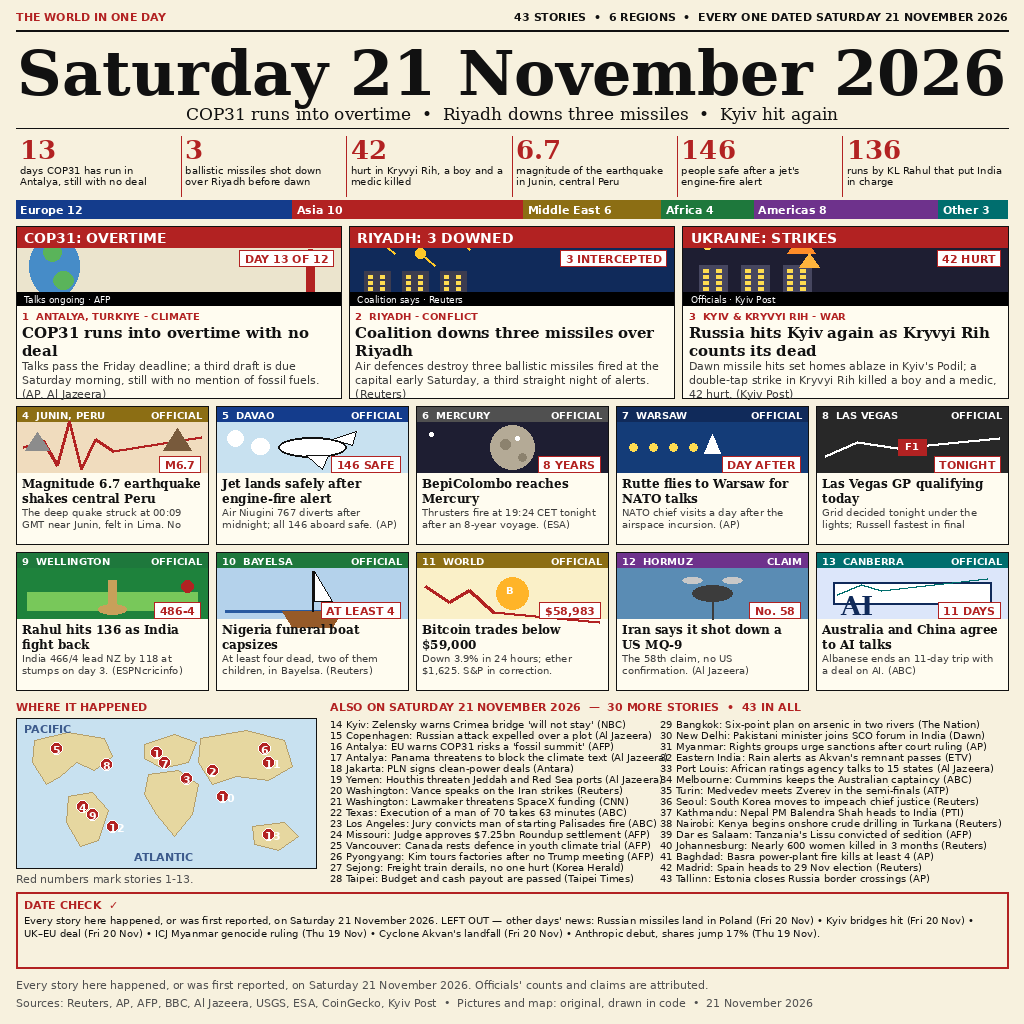 THE WORLD IN ONE DAY
43 STORIES • 6 REGIONS • EVERY ONE DATED SATURDAY 21 NOVEMBER 2026
Saturday 21 November 2026
COP31 runs into overtime • Riyadh downs three missiles • Kyiv hit again
13
days COP31 has run in
Antalya, still with no deal
3
ballistic missiles shot down
over Riyadh before dawn
42
hurt in Kryvyi Rih, a boy and a
medic killed
6.7
magnitude of the earthquake
in Junin, central Peru
146
people safe after a jet's
engine-fire alert
136
runs by KL Rahul that put India
in charge
Europe 12
Asia 10
Middle East 6
Africa 4
Americas 8
Other 3
COP31: OVERTIME
DAY 13 OF 12
Talks ongoing · AFP
1 ANTALYA, TURKIYE - CLIMATE
COP31 runs into overtime with no
deal
Talks pass the Friday deadline; a third draft is due
Saturday morning, still with no mention of fossil fuels.
(AP, Al Jazeera)
RIYADH: 3 DOWNED
3 INTERCEPTED
Coalition says · Reuters
2 RIYADH - CONFLICT
Coalition downs three missiles over
Riyadh
Air defences destroy three ballistic missiles fired at the
capital early Saturday, a third straight night of alerts.
(Reuters)
UKRAINE: STRIKES
42 HURT
Officials · Kyiv Post
3 KYIV & KRYVYI RIH - WAR
Russia hits Kyiv again as Kryvyi Rih
counts its dead
Dawn missile hits set homes ablaze in Kyiv's Podil; a
double-tap strike in Kryvyi Rih killed a boy and a medic,
42 hurt. (Kyiv Post)
4 JUNIN, PERU OFFICIAL
M6.7
Magnitude 6.7 earthquake
shakes central Peru
The deep quake struck at 00:09
GMT near Junin, felt in Lima. No
5 DAVAO OFFICIAL
146 SAFE
Jet lands safely after
engine-fire alert
Air Niugini 767 diverts after
midnight; all 146 aboard safe. (AP)
6 MERCURY OFFICIAL
8 YEARS
BepiColombo reaches
Mercury
Thrusters fire at 19:24 CET tonight
after an 8-year voyage. (ESA)
7 WARSAW OFFICIAL
DAY AFTER
Rutte flies to Warsaw for
NATO talks
NATO chief visits a day after the
airspace incursion. (AP)
8 LAS VEGAS OFFICIAL
F1
TONIGHT
Las Vegas GP qualifying
today
Grid decided tonight under the
lights; Russell fastest in final
9 WELLINGTON OFFICIAL
486-4
Rahul hits 136 as India
fight back
India 466/4 lead NZ by 118 at
stumps on day 3. (ESPNcricinfo)
10 BAYELSA OFFICIAL
AT LEAST 4
Nigeria funeral boat
capsizes
At least four dead, two of them
children, in Bayelsa. (Reuters)
11 WORLD OFFICIAL
B
$58,983
Bitcoin trades below
$59,000
Down 3.9% in 24 hours; ether
$1,625. S&P in correction.
12 HORMUZ CLAIM
No. 58
Iran says it shot down a
US MQ-9
The 58th claim, no US
confirmation. (Al Jazeera)
13 CANBERRA OFFICIAL
AI
11 DAYS
Australia and China agree
to AI talks
Albanese ends an 11-day trip with
a deal on AI. (ABC)
WHERE IT HAPPENED
PACIFIC
5
8
1
7
3
2
6
11
10
4
9
12
13
ATLANTIC
Red numbers mark stories 1-13.
ALSO ON SATURDAY 21 NOVEMBER 2026 — 30 MORE STORIES • 43 IN ALL
14 Kyiv: Zelensky warns Crimea bridge 'will not stay' (NBC)
15 Copenhagen: Russian attack expelled over a plot (Al Jazeera)
16 Antalya: EU warns COP31 risks a 'fossil summit' (AFP)
17 Antalya: Panama threatens to block the climate text (Al Jazeera)
18 Jakarta: PLN signs clean-power deals (Antara)
19 Yemen: Houthis threaten Jeddah and Red Sea ports (Al Jazeera)
20 Washington: Vance speaks on the Iran strikes (Reuters)
21 Washington: Lawmaker threatens SpaceX funding (CNN)
22 Texas: Execution of a man of 70 takes 63 minutes (ABC)
23 Los Angeles: Jury convicts man of starting Palisades fire (ABC)
24 Missouri: Judge approves $7.25bn Roundup settlement (AFP)
25 Vancouver: Canada rests defence in youth climate trial (AFP)
26 Pyongyang: Kim tours factories after no Trump meeting (AFP)
27 Sejong: Freight train derails, no one hurt (Korea Herald)
28 Taipei: Budget and cash payout are passed (Taipei Times)
29 Bangkok: Six-point plan on arsenic in two rivers (The Nation)
30 New Delhi: Pakistani minister joins SCO forum in India (Dawn)
31 Myanmar: Rights groups urge sanctions after court ruling (AP)
32 Eastern India: Rain alerts as Akvan's remnant passes (ETV)
33 Port Louis: African ratings agency talks to 15 states (AFP)
34 Melbourne: Cummins keeps the Australian captaincy (ABC)
35 Turin: Medvedev meets Zverev in the semi-finals (ATP)
36 Seoul: South Korea moves to impeach chief justice (Reuters)
37 Kathmandu: Nepal PM Balendra Shah heads to India (PTI)
38 Nairobi: Kenya begins onshore crude drilling in Turkana (Reuters)
39 Dar es Salaam: Tanzania's Lissu convicted of sedition (AFP)
40 Johannesburg: Nearly 600 women killed in 3 months (Reuters)
41 Baghdad: Basra power-plant fire kills at least 4 (AP)
42 Madrid: Spain heads to 29 Nov election (Reuters)
43 Tallinn: Estonia closes Russia border crossings (AP)
DATE CHECK ✓
Every story here happened, or was first reported, on Saturday 21 November 2026. LEFT OUT — other days' news: Russian missiles land in Poland (Fri 20 Nov) • Kyiv bridges hit (Fri 20 Nov) •
UK–EU deal (Fri 20 Nov) • ICJ Myanmar genocide ruling (Thu 19 Nov) • Cyclone Akvan's landfall (Fri 20 Nov) • Anthropic debut, shares jump 17% (Thu 19 Nov).
Every story here happened, or was first reported, on Saturday 21 November 2026. Officials' counts and claims are attributed.
Sources: Reuters, AP, AFP, BBC, Al Jazeera, USGS, ESA, CoinGecko, Kyiv Post • Pictures and map: original, drawn in code • 21 November 2026